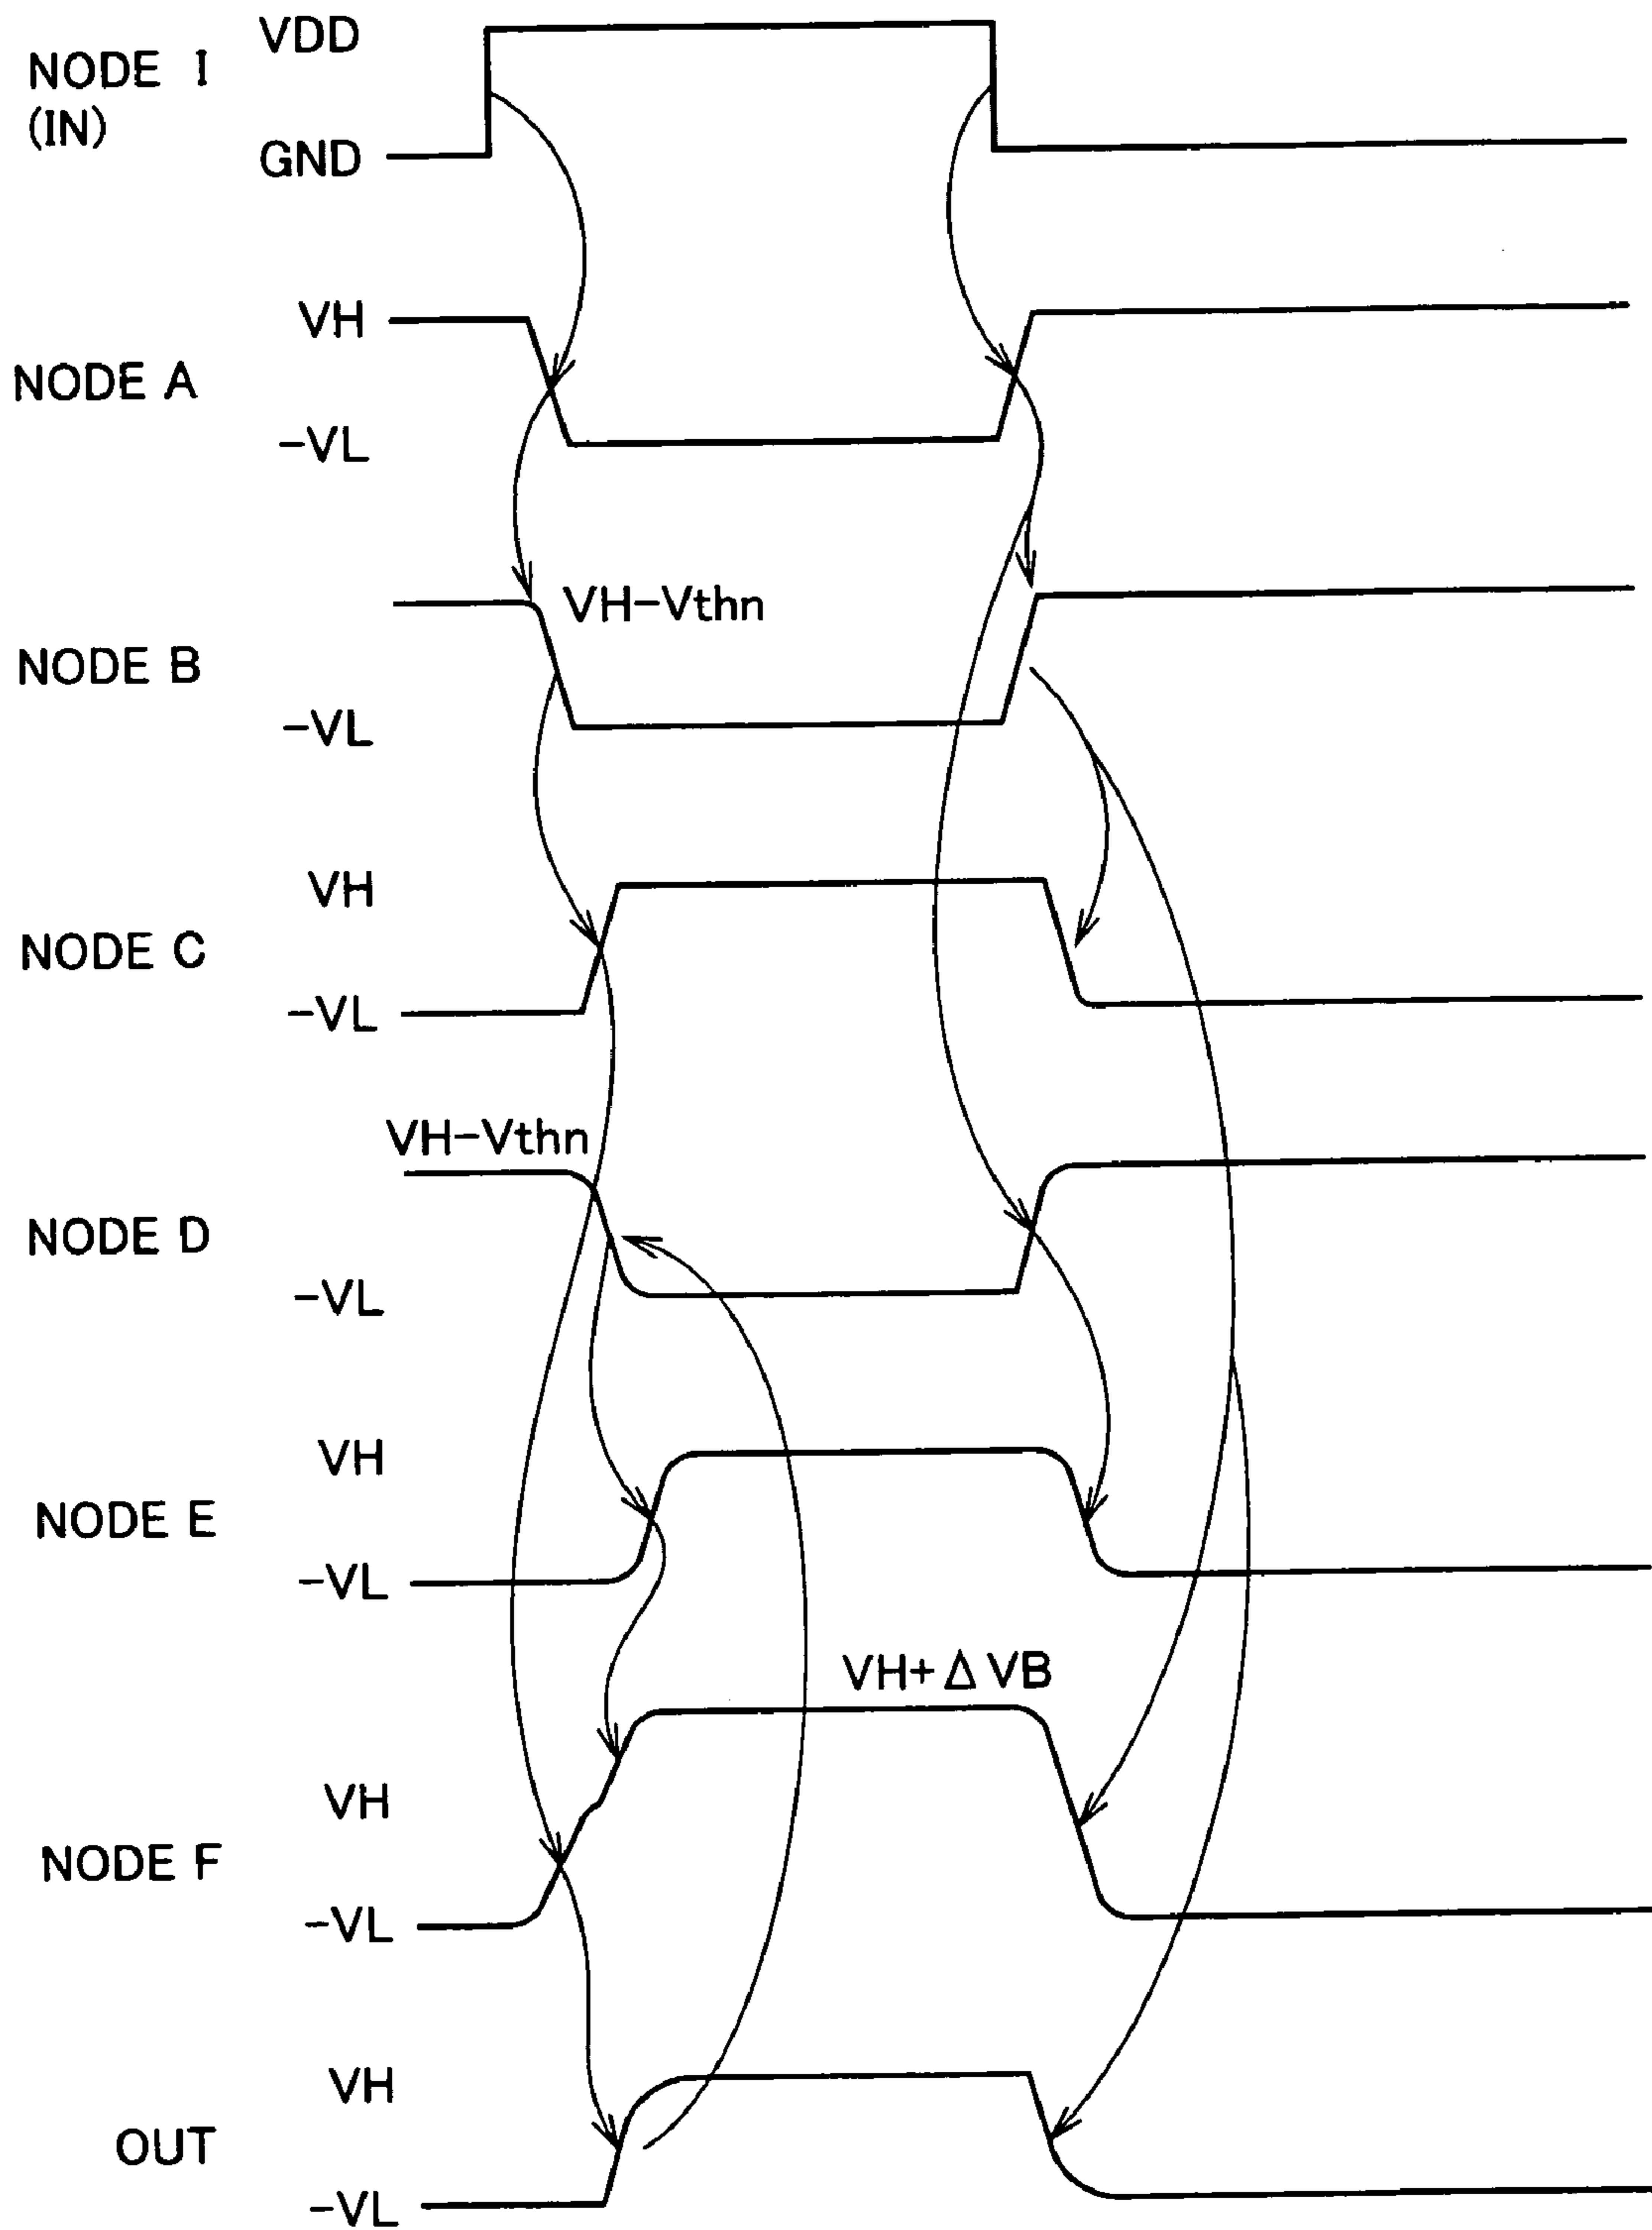 VDD
NODE I
(IN)
GND
VH
NODE A
-VL
VH-Vthn
NODE B
-VL
VH
NODE C
-VL
VH-Vthn
NODE D
-VL
VH
NODE E
-VL
VH+ΔVB
VH
NODE F
-VL
VH
OUT
-VL